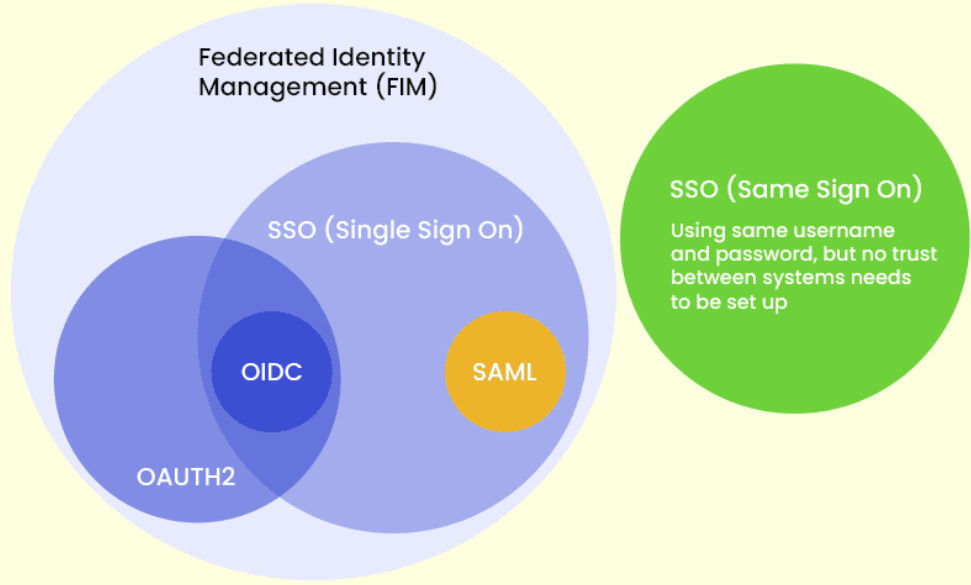 Federated Identity
Management (FIM)
SSO (Single Sign On)
OIDC
SAML
OAUTH2
SSO (Same Sign On)
Using same username
and password, but no trust
between systems needs
to be set up